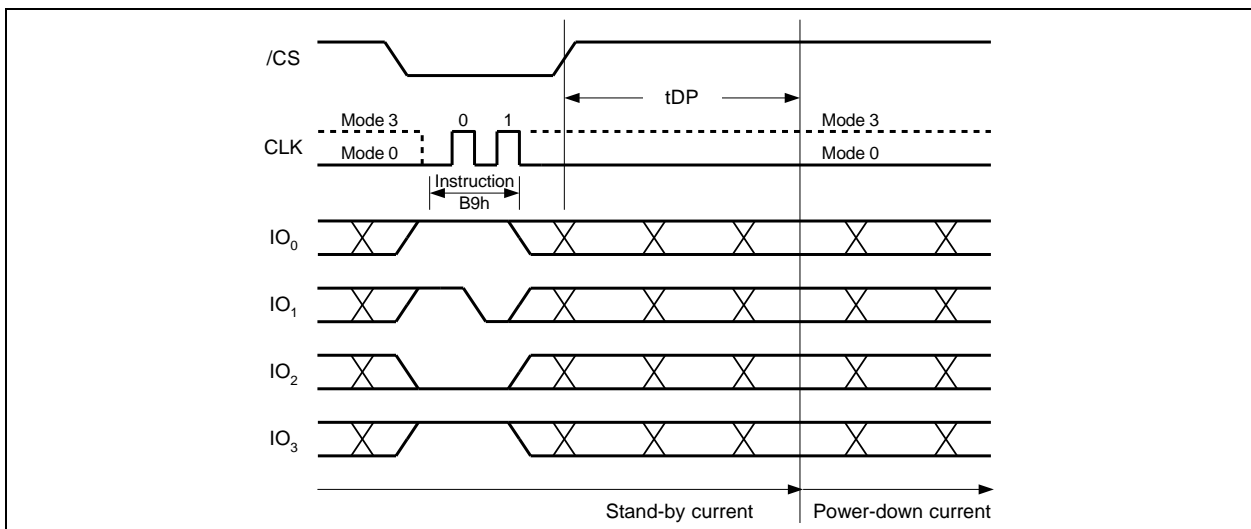 /CS
tDP
Mode 3 0 1 Mode 3
CLK
Mode 0 Mode 0
Instruction
B9h
IO0
IO1
IO2
IO3
Stand-by current Power-down current